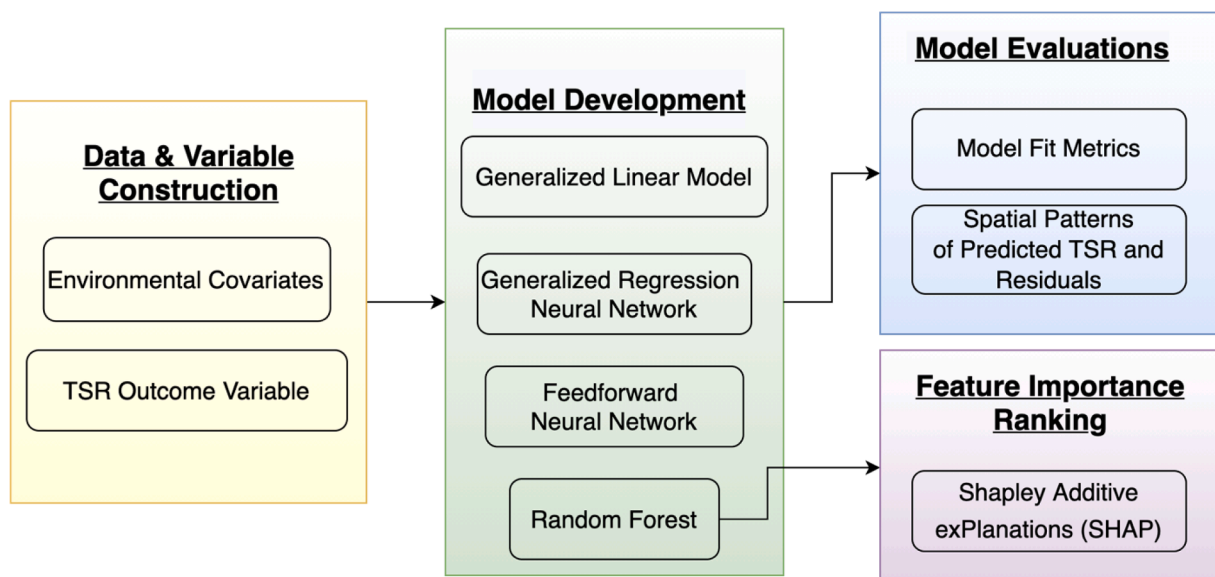 Data & Variable
Construction
Environmental Covariates
TSR Outcome Variable
Model Development
Generalized Linear Model
Generalized Regression
Neural Network
Feedforward
Neural Network
Random Forest
Model Evaluations
Model Fit Metrics
Spatial Patterns
of Predicted TSR and
Residuals
Feature Importance
Ranking
Shapley Additive
exPlanations (SHAP)